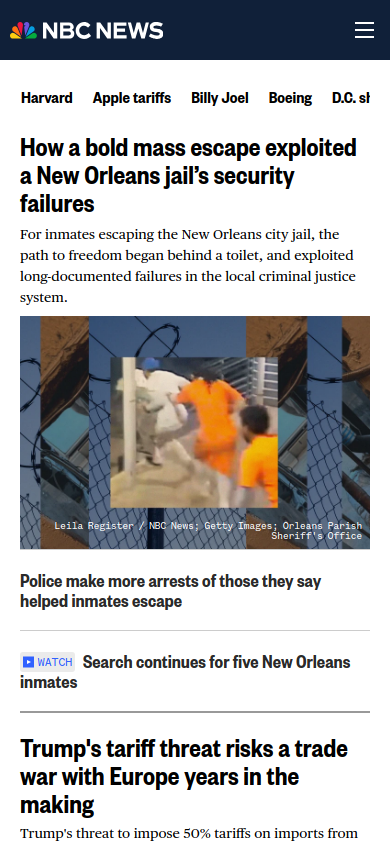 NBC NEWS
Harvard Apple tariffs Billy Joel Boeing D.C.
How a bold mass escape exploited
a New Orleans jail’s security
failures
For inmates escaping the New Orleans city jail, the
path to freedom began behind a toilet, and exploited
long-documented failures in the local criminal justice
system.
Leila Register / NBC News; Getty Images; Orleans Parish
Sheriff's Office
Police make more arrests of those they say
helped inmates escape
WATCH Search continues for five New Orleans
inmates
Trump's tariff threat risks a trade
war with Europe years in the
making
Trump's threat to impose 50% tariffs on imports from